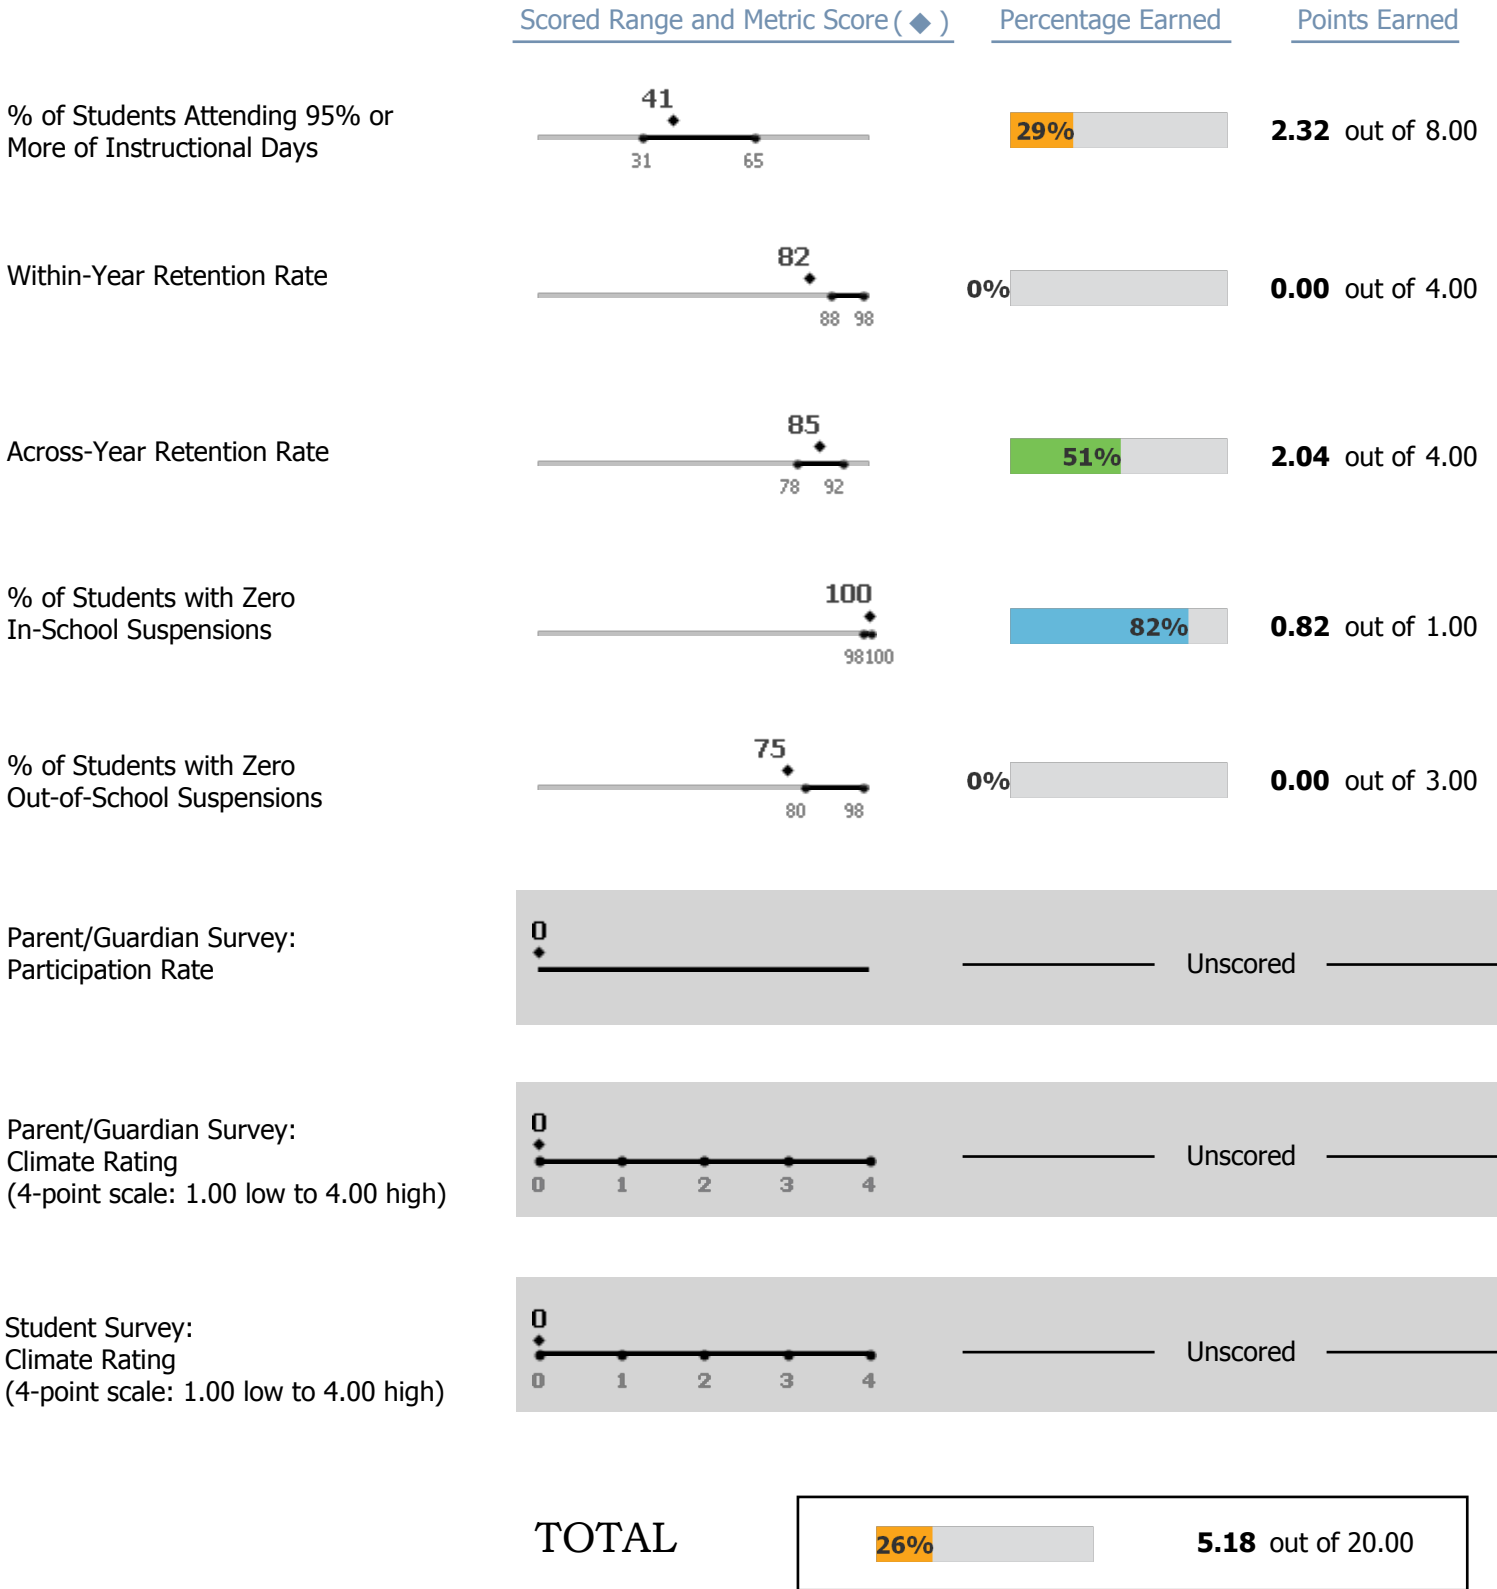 Scored Range and Metric Score ( ◆ ) Percentage Earned Points Earned
% of Students Attending 95% or
More of Instructional Days
41
31 65
29%
2.32 out of 8.00
Within-Year Retention Rate
82
88 98
0%
0.00 out of 4.00
Across-Year Retention Rate
85
78 92
51%
2.04 out of 4.00
% of Students with Zero
In-School Suspensions
100
98100
82%
0.82 out of 1.00
% of Students with Zero
Out-of-School Suspensions
75
80 98
0%
0.00 out of 3.00
Parent/Guardian Survey:
Participation Rate
0
Unscored
Parent/Guardian Survey:
Climate Rating
(4-point scale: 1.00 low to 4.00 high)
0
0 1 2 3 4
Unscored
Student Survey:
Climate Rating
(4-point scale: 1.00 low to 4.00 high)
0
0 1 2 3 4
Unscored
TOTAL
26%
5.18 out of 20.00